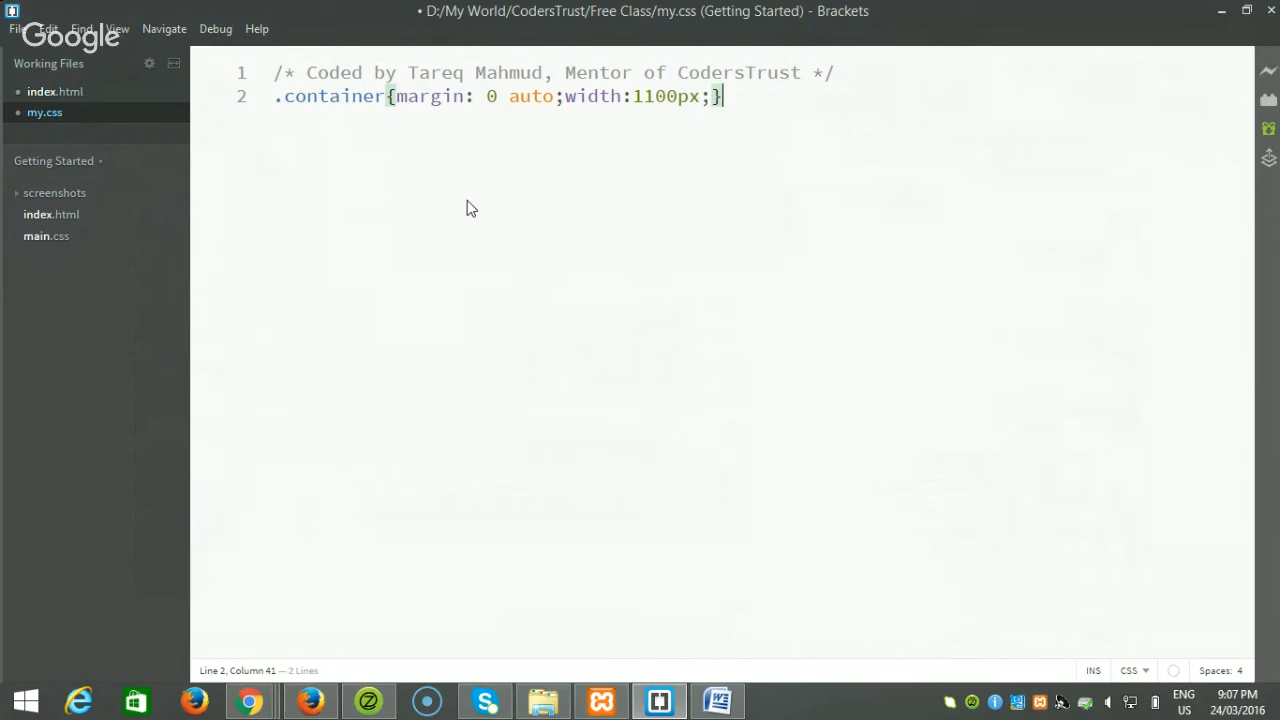 • D:/My World/CodersTrust/Free Class/my.css (Getting Started) - Brackets
File Edit Find View Navigate Debug Help
Google
Working Files
• index.html
• my.css
Getting Started
screenshots
index.html
main.css
1 /* Coded by Tareq Mahmud, Mentor of CodersTrust */
2 .container{margin: 0 auto;width:1100px;}
Line 2, Column 41 — 2 Lines
INS CSS Spaces: 4
ENG 9:07 PM
US 24/03/2016